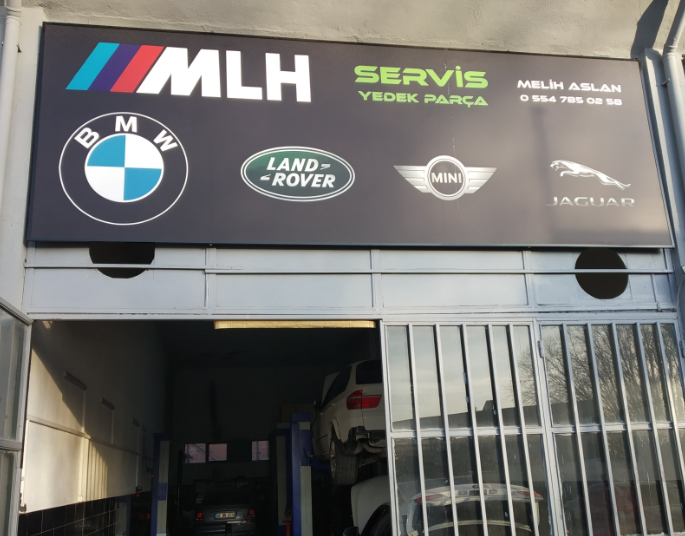 MLH
SERVİS
YEDEK PARÇA
MELİH ASLAN
0 554 785 02 58
BMW
LAND-
ROVER
MINI
JAGUAR